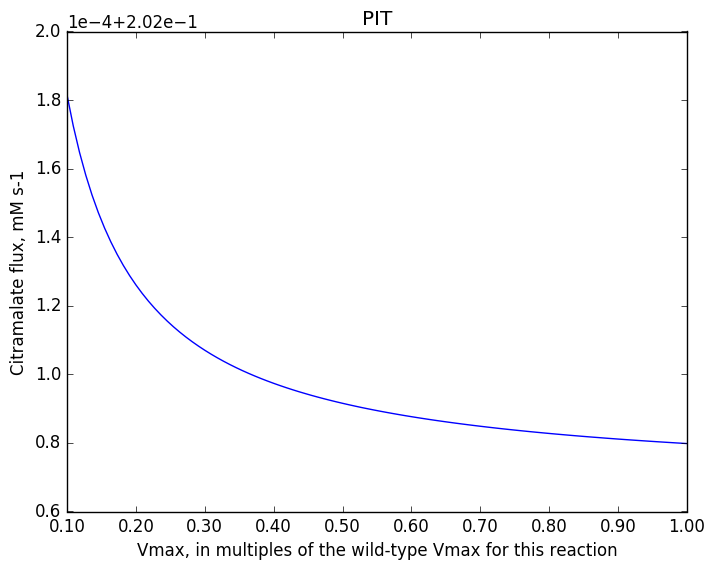 PIT
1e−4+2.02e−1
2.0
1.8
1.6
1.4
1.2
1.0
0.8
0.6
Citramalate flux, mM s-1
0.10 0.20 0.30 0.40 0.50 0.60 0.70 0.80 0.90 1.00
Vmax, in multiples of the wild-type Vmax for this reaction